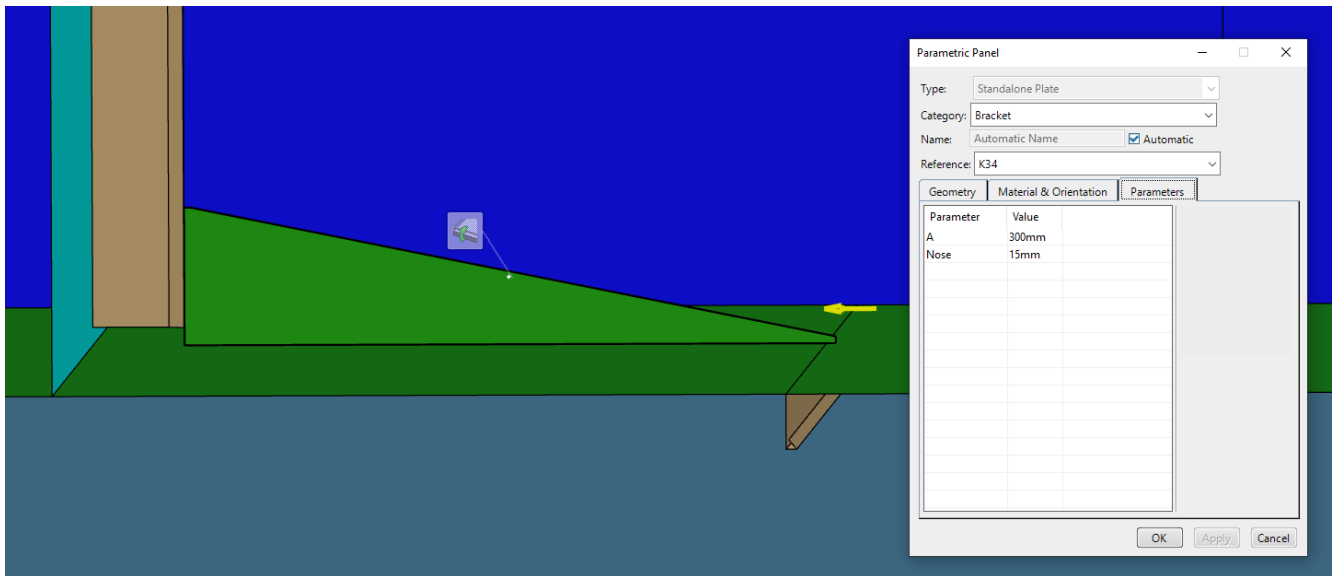 Parametric Panel
Type: Standalone Plate
Category: Bracket
Name: Automatic Name Automatic
Reference: K34
Geometry Material & Orientation Parameters
Parameter Value
A 300mm
Nose 15mm
OK Apply Cancel